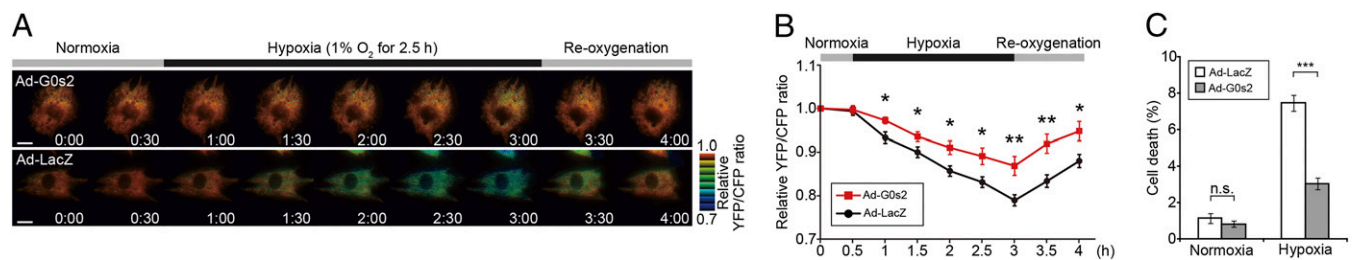 A
Normoxia
Hypoxia (1% O2 for 2.5 h)
Re-oxygenation
Ad-G0s2
0:00
0:30
1:00
1:30
2:00
2:30
3:00
3:30
4:00
Ad-LacZ
0:00
0:30
1:00
1:30
2:00
2:30
3:00
3:30
4:00
1.0
0.7
Relative
YFP/CFP ratio
B
Normoxia
Hypoxia
Re-oxygenation
Relative YFP/CFP ratio
1.1
1.0
0.9
0.8
0.7
* * * * ** ** *
Ad-G0s2
Ad-LacZ
0 0.5 1 1.5 2 2.5 3 3.5 4 (h)
C
Cell death (%)
10
8
6
4
2
0
Ad-LacZ
Ad-G0s2
***
n.s.
Normoxia
Hypoxia